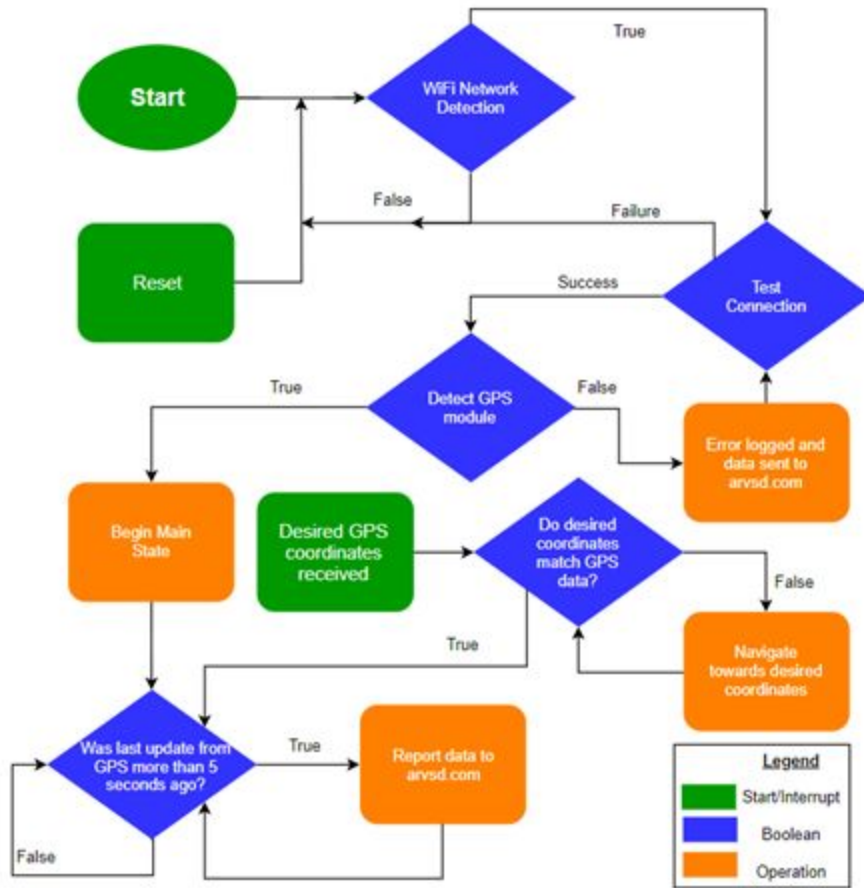 True
Start
WiFi Network
Detection
False
Failure
Reset
Success
Test
Connection
True
Detect GPS
module
False
Error logged and
data sent to
arvsd.com
Begin Main
State
Desired GPS
coordinates
received
Do desired
coordinates
match GPS
data?
False
True
Navigate
towards desired
coordinates
Was last update from
GPS more than 5
seconds ago?
True
Report data to
arvsd.com
False
Legend
Start/Interrupt
Boolean
Operation